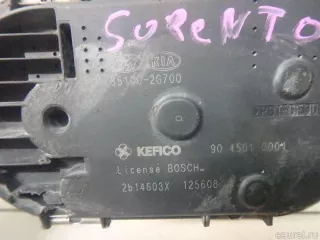 SORENTO
KIA
35100-2G700
KEFICO
90 4501 0001
License BOSCH
2b14603X 125608